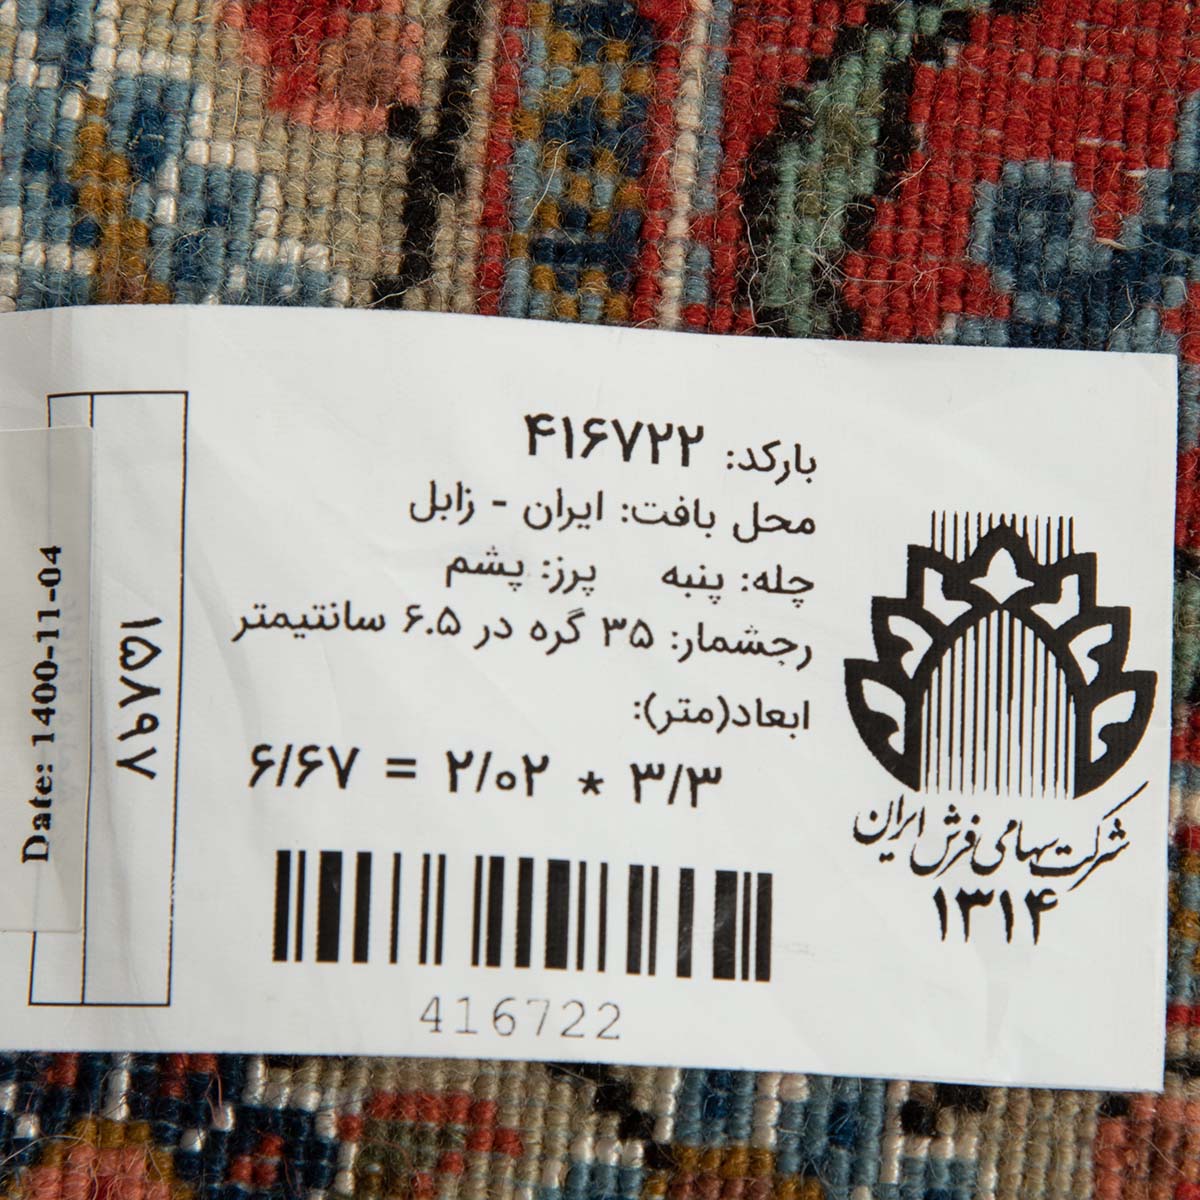 بارکد: ۴۱۶۷۲۲
محل بافت: ایران - زابل
چله: پنبه پرز: پشم
رجشمار: ۳۵ گره در ۶.۵ سانتیمتر
ابعاد(متر):
۶/۶۷ = ۲/۰۲ * ۳/۳
416722
شرکت سهامی فرش ایران
۱۳۱۴
۱۵۸۹۷
Date: 1400-11-04